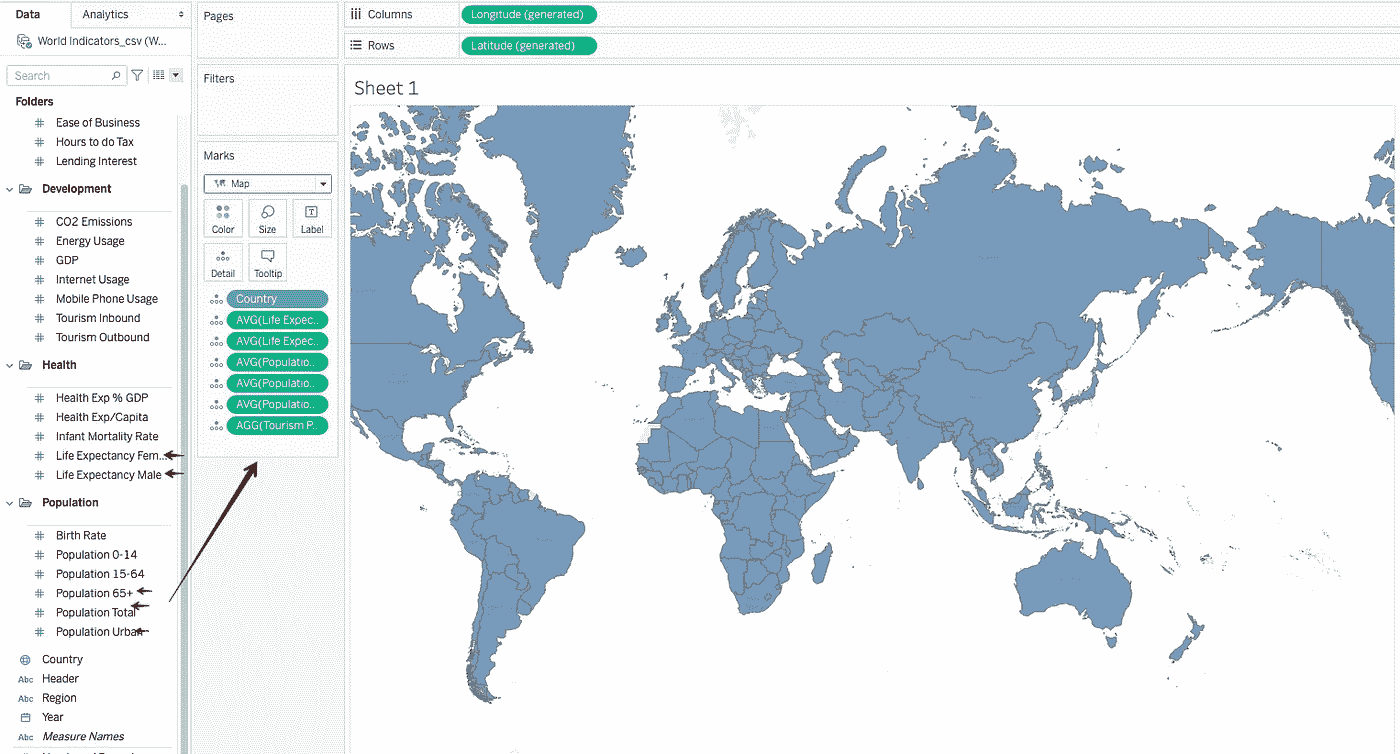 Data
Analytics
World Indicators_csv (W...
Search
Folders
Ease of Business
Hours to do Tax
Lending Interest
Development
CO2 Emissions
Energy Usage
GDP
Internet Usage
Mobile Phone Usage
Tourism Inbound
Tourism Outbound
Health
Health Exp % GDP
Health Exp/Capita
Infant Mortality Rate
Life Expectancy Fem...
Life Expectancy Male
Population
Birth Rate
Population 0-14
Population 15-64
Population 65+
Population Total
Population Urban
Country
Abc Header
Abc Region
Year
Abc Measure Names
Pages
Filters
Marks
Map
Color
Size
Label
Detail
Tooltip
Country
AVG(Life Expec..
AVG(Life Expec..
AVG(Populatio..
AVG(Populatio..
AVG(Populatio..
AGG(Tourism P..
Columns
Longitude (generated)
Rows
Latitude (generated)
Sheet 1